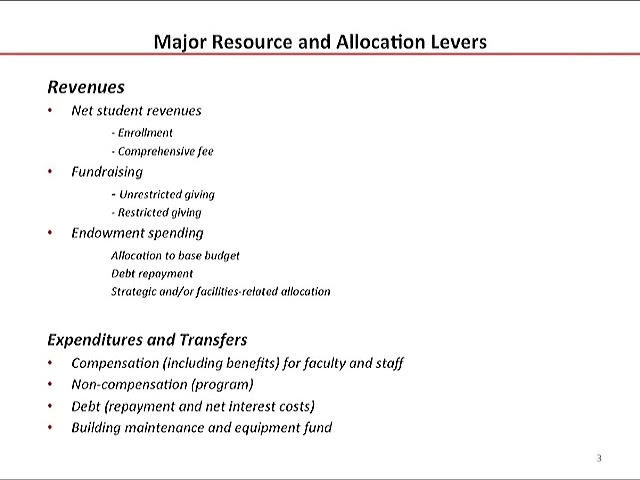 Major Resource and Allocation Levers
Revenues
• Net student revenues
- Enrollment
- Comprehensive fee
• Fundraising
- Unrestricted giving
- Restricted giving
• Endowment spending
Allocation to base budget
Debt repayment
Strategic and/or facilities-related allocation
Expenditures and Transfers
• Compensation (including benefits) for faculty and staff
• Non-compensation (program)
• Debt (repayment and net interest costs)
• Building maintenance and equipment fund
3